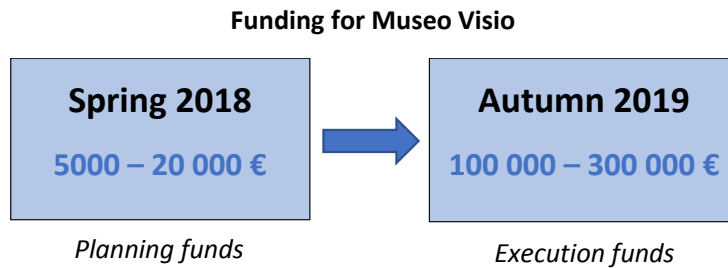 Funding for Museo Visio
Spring 2018
5000 – 20 000 €
Planning funds
Autumn 2019
100 000 – 300 000 €
Execution funds